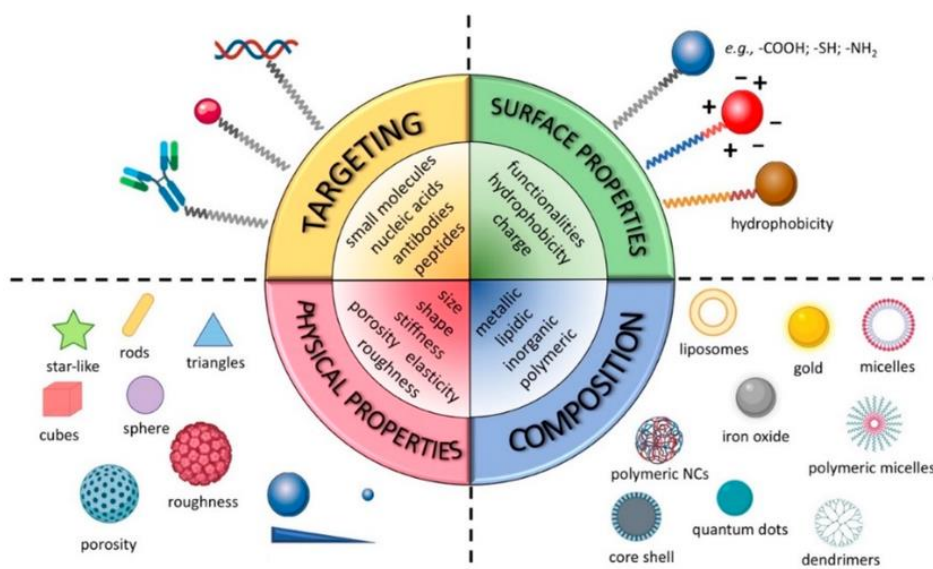 e.g., -COOH; -SH; -NH₂
- + + - + - + -
hydrophobicity
TARGETING
small molecules
nucleic acids
antibodies
peptides
SURFACE PROPERTIES
functionalities
hydrophobicity
charge
PHYSICAL PROPERTIES
size
shape
stiffness
porosity elasticity
roughness
COMPOSITION
metallic
lipidic
inorganic
polymeric
star-like
rods
triangles
cubes
sphere
roughness
porosity
liposomes
gold
micelles
iron oxide
polymeric NCs
polymeric micelles
core shell
quantum dots
dendrimers